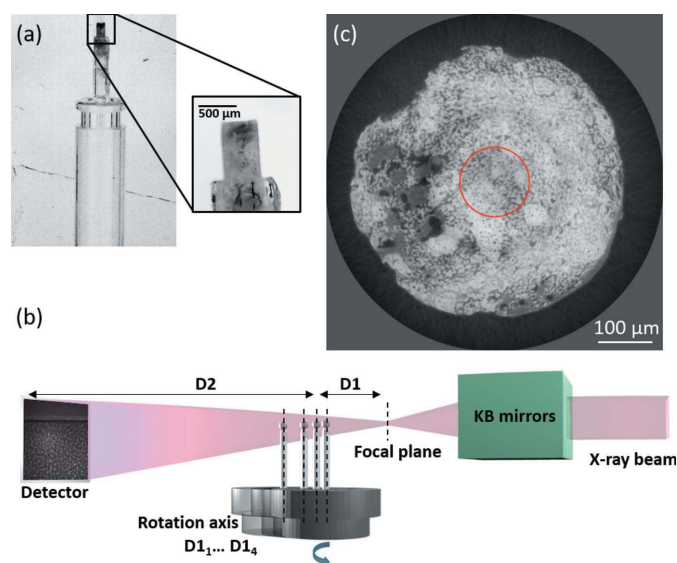 (a)
500 µm
(c)
100 µm
(b)
D2
D1
KB mirrors
Focal plane
X-ray beam
Detector
Rotation axis
D1₁... D1₄